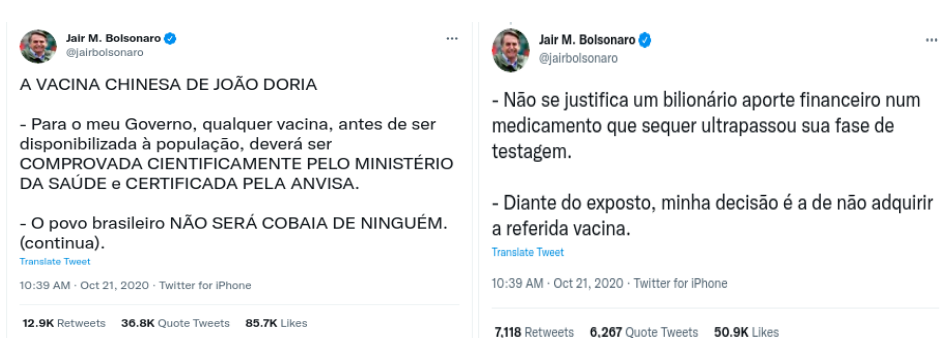 Jair M. Bolsonaro
@jairbolsonaro
A VACINA CHINESA DE JOÃO DORIA
- Para o meu Governo, qualquer vacina, antes de ser
disponibilizada à população, deverá ser
COMPROVADA CIENTIFICAMENTE PELO MINISTÉRIO
DA SAÚDE e CERTIFICADA PELA ANVISA.
- O povo brasileiro NÃO SERÁ COBAIA DE NINGUÉM.
(continua).
Translate Tweet
10:39 AM · Oct 21, 2020 · Twitter for iPhone
12.9K Retweets 36.8K Quote Tweets 85.7K Likes
Jair M. Bolsonaro
@jairbolsonaro
- Não se justifica um bilionário aporte financeiro num
medicamento que sequer ultrapassou sua fase de
testagem.
- Diante do exposto, minha decisão é a de não adquirir
a referida vacina.
Translate Tweet
10:39 AM · Oct 21, 2020 · Twitter for iPhone
7,118 Retweets 6,267 Quote Tweets 50.9K Likes